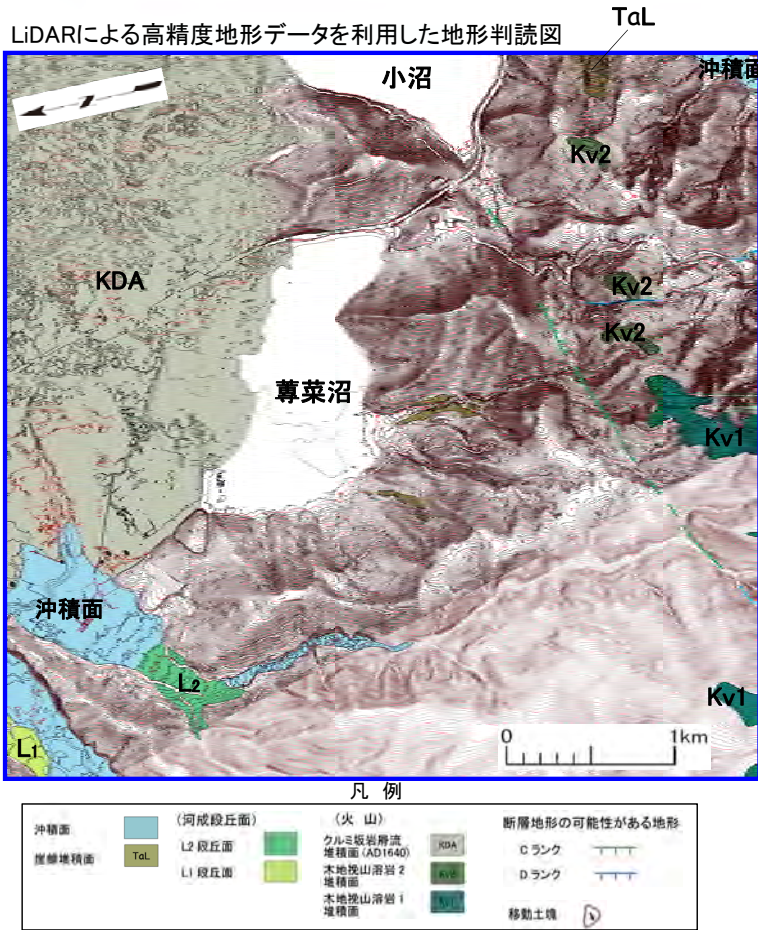 LiDARによる高精度地形データを利用した地形判読図
TaL
小沼
沖積面
Kv2
KDA
Kv2
Kv2
蓴菜沼
Kv1
沖積面
L2
Kv1
L1
0 1km
凡 例
沖積面
崖錐堆積面 TaL
(河成段丘面)
L2 段丘面
L1 段丘面
(火 山)
クルミ坂岩屑流
堆積面(AD1640) KDA
木地挽山溶岩2
堆積面 Kv2
木地挽山溶岩1
堆積面 Kv1
断層地形の可能性がある地形
Cランク
Dランク
移動土塊